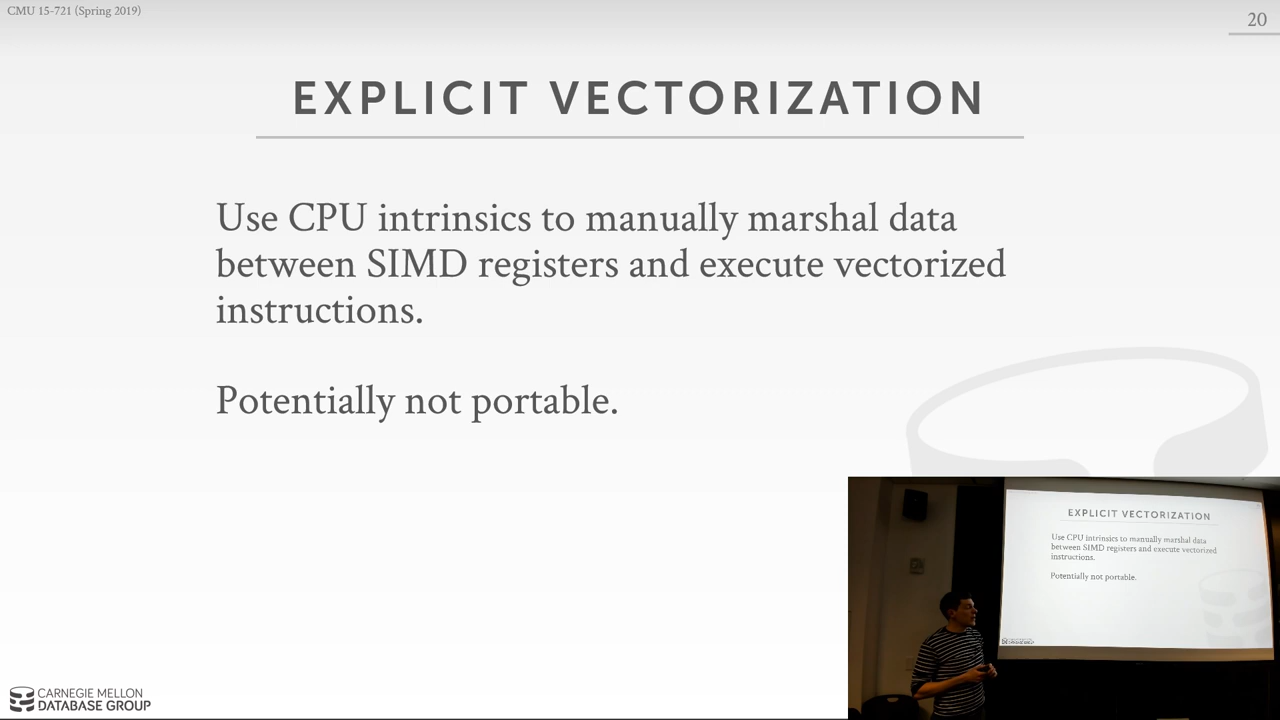 CMU 15-721 (Spring 2019)
20
EXPLICIT VECTORIZATION
Use CPU intrinsics to manually marshal data
between SIMD registers and execute vectorized
instructions.
Potentially not portable.
EXPLICIT VECTORIZATION
Use CPU intrinsics to manually marshal data
between SIMD registers and execute vectorized
instructions.
Potentially not portable.
CARNEGIE MELLON
DATABASE GROUP